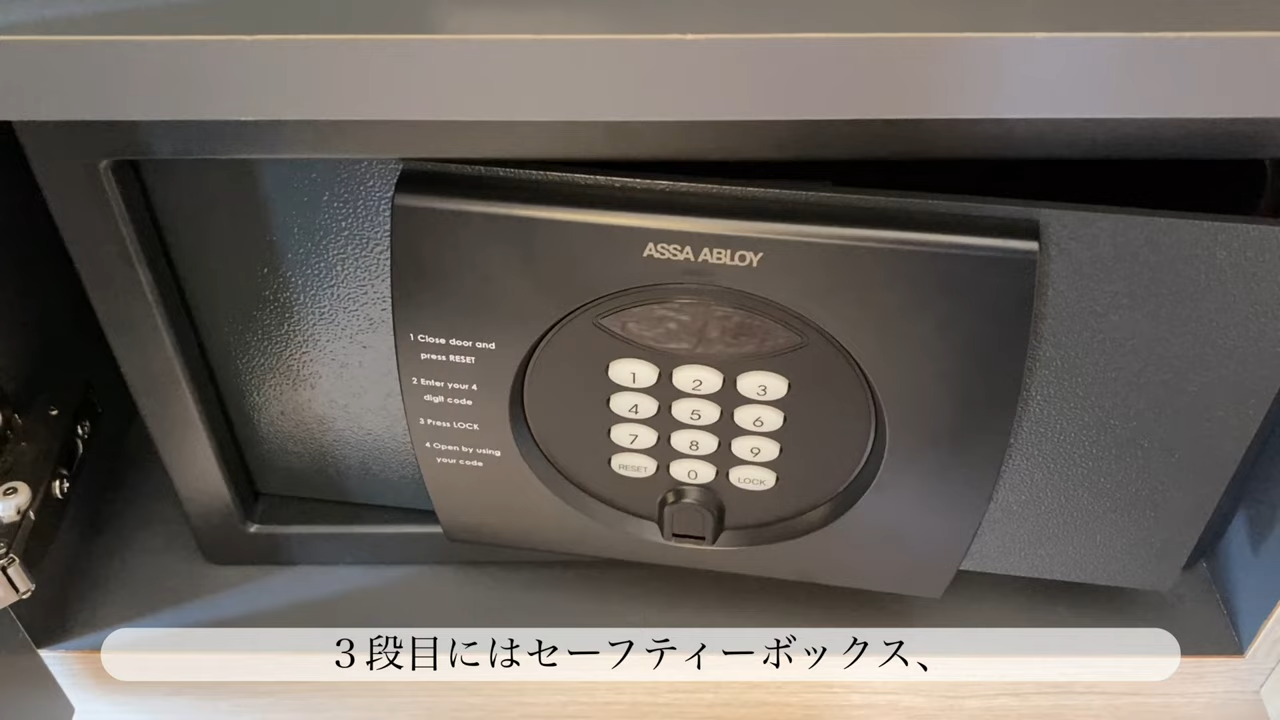 ASSA ABLOY
1 Close door and
press RESET
2 Enter your 4
digit code
3 Press LOCK
4 Open by using
your code
1 2 3
4 5 6
7 8 9
RESET 0 LOCK
3段目にはセーフティーボックス、